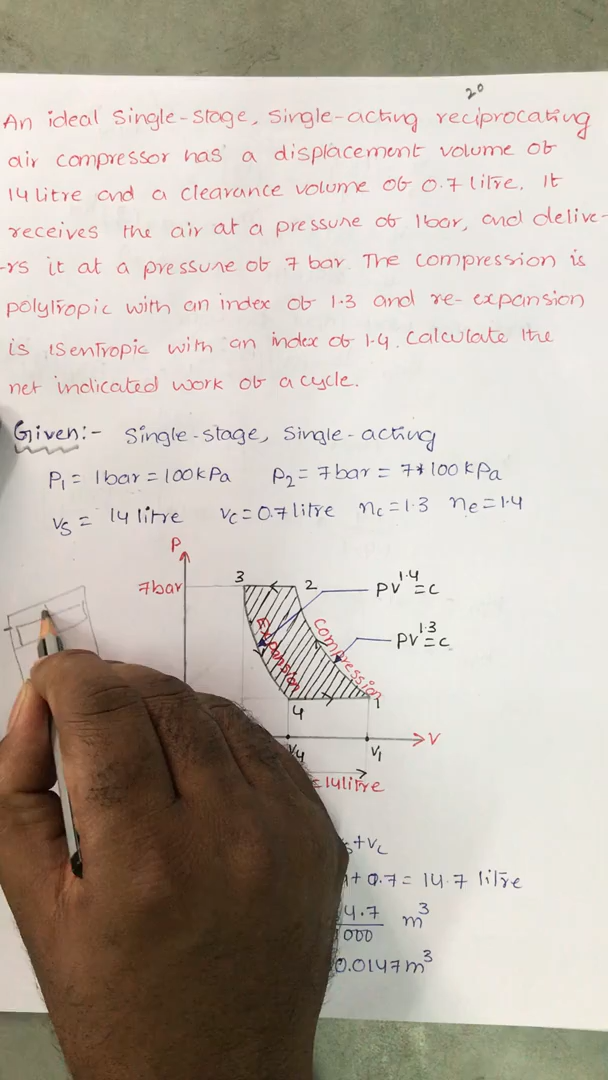 20
An ideal Single-stage, Single-acting reciprocating
air compressor has a displacement volume of
14 litre and a clearance volume of 0.7 litre. It
receives the air at a pressure of 1bar, and delive-
-rs it at a pressure of 7 bar. The compression is
polytropic with an index of 1.3 and re-expansion
is isentropic with an index of 1.4. Calculate the
net indicated work of a cycle.
Given:- Single-stage, Single-acting
P1 = 1bar = 100kPa P2 = 7bar = 7*100kPa
Vs = 14 litre Vc = 0.7 litre nc = 1.3 ne = 1.4
P
7bar 3 2 PV^1.4 = C
Expansion Compression PV^1.3 = C
4 1
V4 V1 V
= 14litre
+ Vc
+ 0.7 = 14.7 litre
4.7/000 m³
0.0147m³